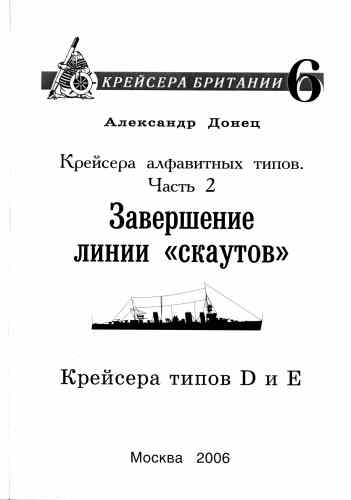 КРЕЙСЕРА БРИТАНИИ 6
Александр Донец
Крейсера алфавитных типов.
Часть 2
Завершение
линии «скаутов»
Крейсера типов D и E
Москва 2006